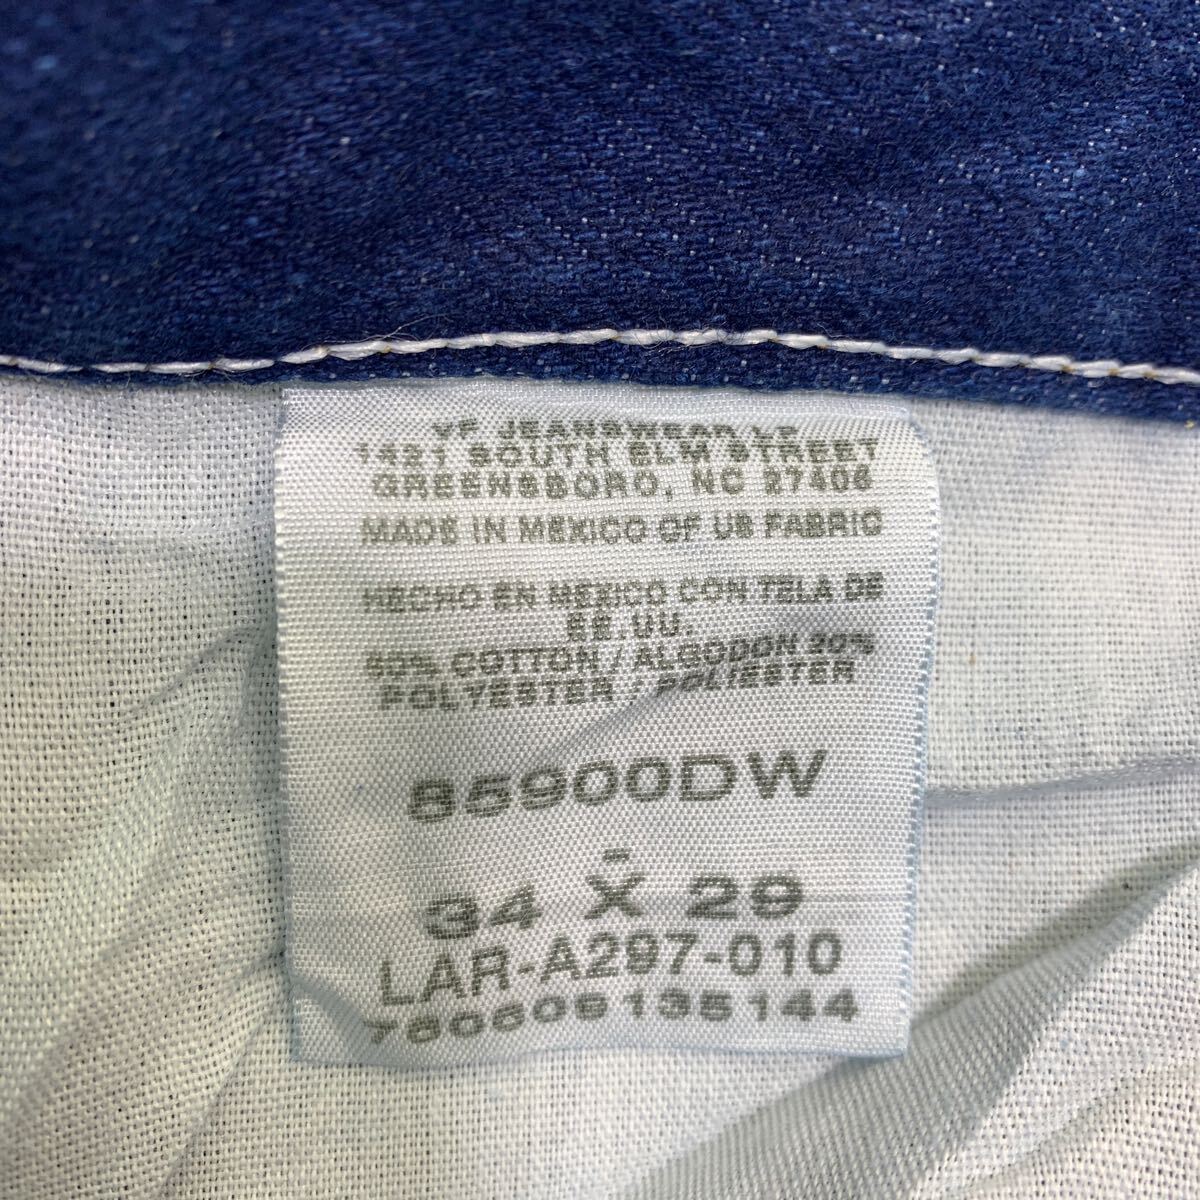 VF JEANSWEAR LP
1421 SOUTH ELM STREET
GREENSBORO, NC 27406
MADE IN MEXICO OF US FABRIC
HECHO EN MEXICO CON TELA DE
EE.UU.
80% COTTON / ALGODON 20%
POLYESTER / POLIESTER
85900DW
-
34 X 29
LAR-A297-010
760609135144